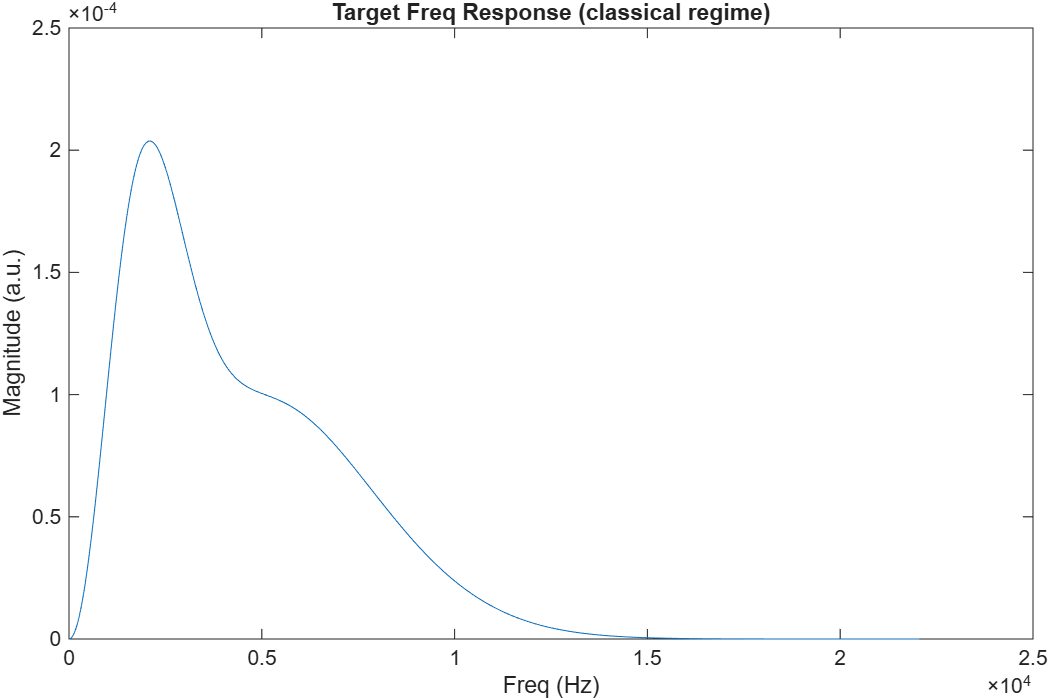 Target Freq Response (classical regime)
×10-4
2.5
2
1.5
1
0.5
0
Magnitude (a.u.)
0 0.5 1 1.5 2 2.5
Freq (Hz)
×104